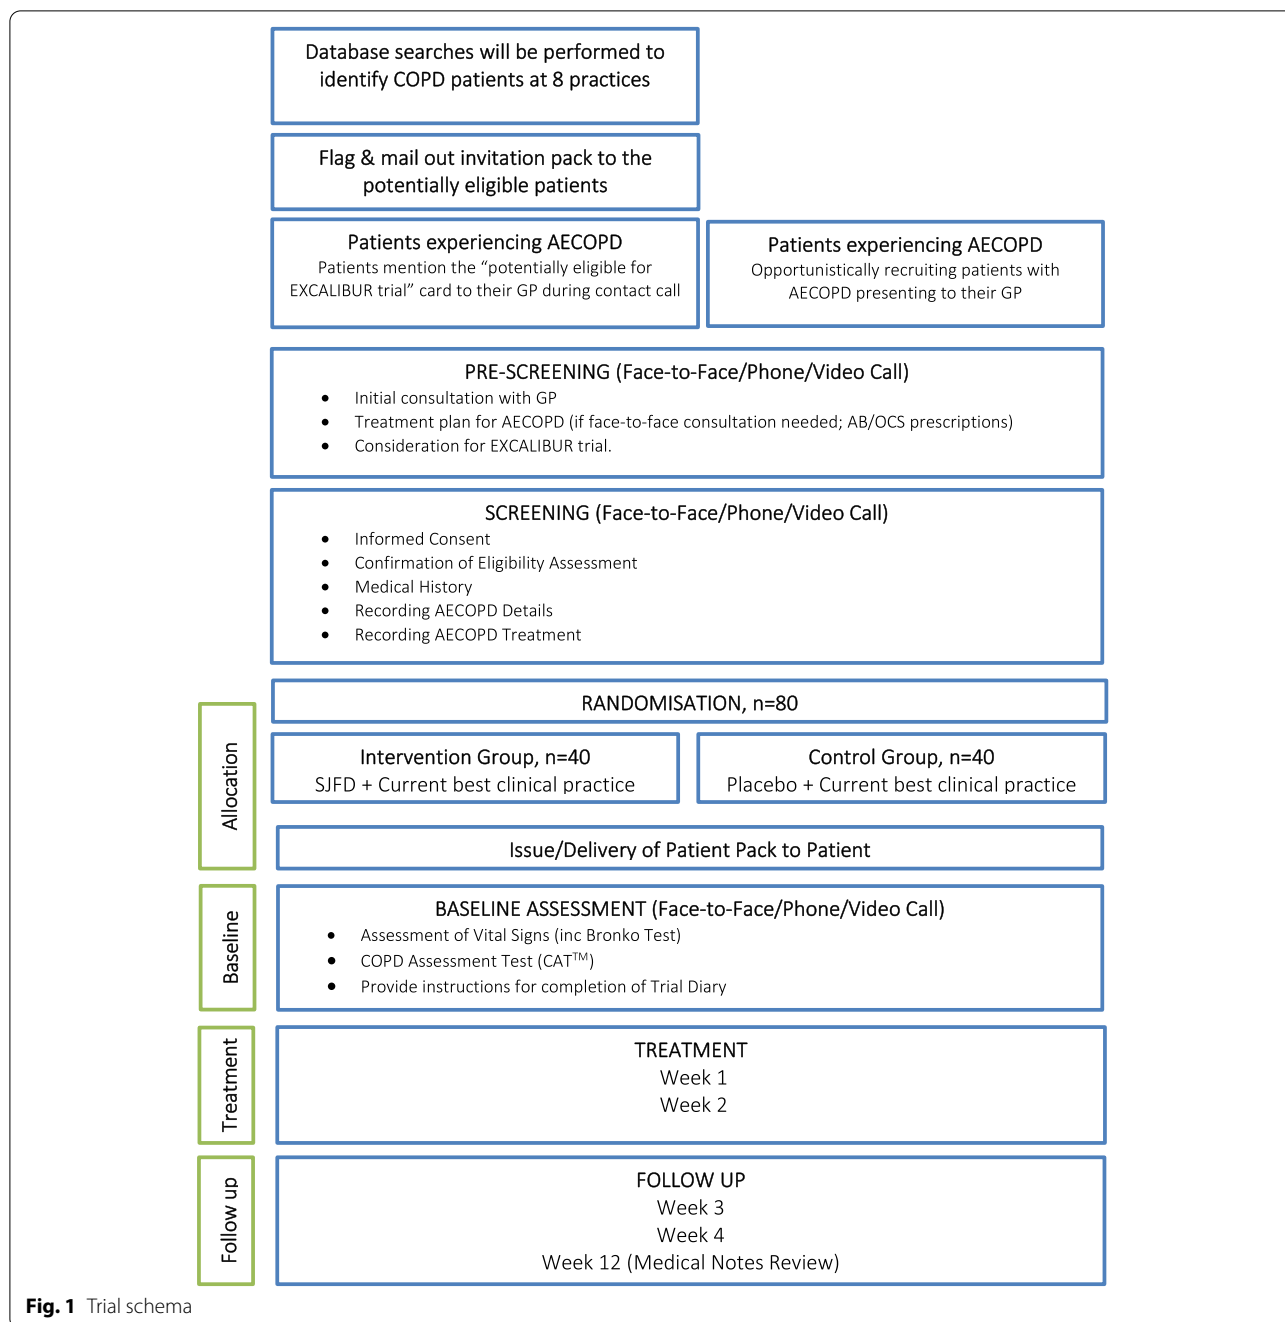 Database searches will be performed to
identify COPD patients at 8 practices
Flag & mail out invitation pack to the
potentially eligible patients
Patients experiencing AECOPD
Patients mention the “potentially eligible for
EXCALIBUR trial” card to their GP during contact call
Patients experiencing AECOPD
Opportunistically recruiting patients with
AECOPD presenting to their GP
PRE-SCREENING (Face-to-Face/Phone/Video Call)
• Initial consultation with GP
• Treatment plan for AECOPD (if face-to-face consultation needed; AB/OCS prescriptions)
• Consideration for EXCALIBUR trial.
SCREENING (Face-to-Face/Phone/Video Call)
• Informed Consent
• Confirmation of Eligibility Assessment
• Medical History
• Recording AECOPD Details
• Recording AECOPD Treatment
Allocation
RANDOMISATION, n=80
Intervention Group, n=40
SJFD + Current best clinical practice
Control Group, n=40
Placebo + Current best clinical practice
Issue/Delivery of Patient Pack to Patient
Baseline
BASELINE ASSESSMENT (Face-to-Face/Phone/Video Call)
• Assessment of Vital Signs (inc Bronko Test)
• COPD Assessment Test (CAT™)
• Provide instructions for completion of Trial Diary
Treatment
TREATMENT
Week 1
Week 2
Follow up
FOLLOW UP
Week 3
Week 4
Week 12 (Medical Notes Review)
Fig. 1 Trial schema